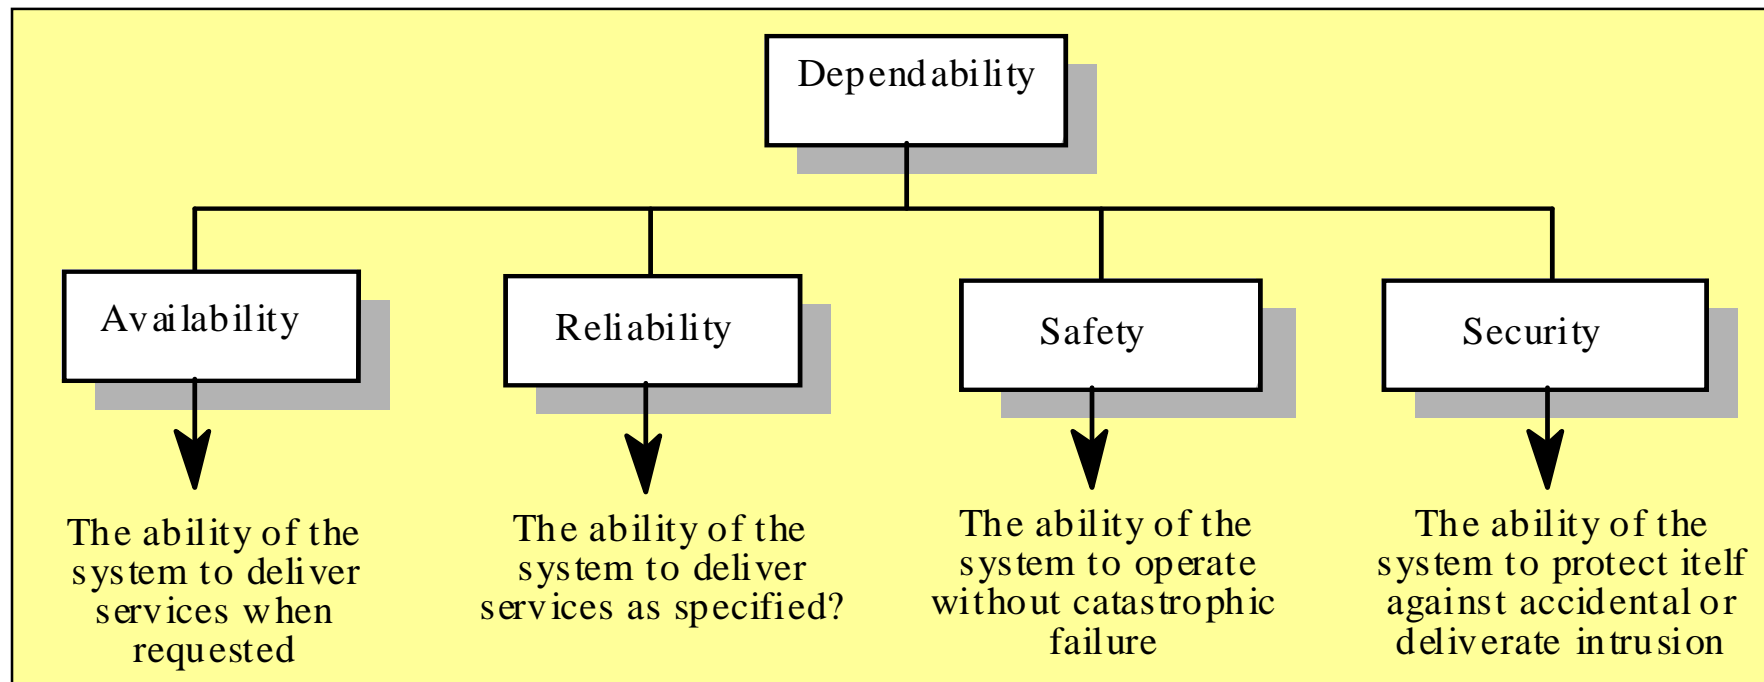 Dependability
Availability
Reliability
Safety
Security
The ability of the
system to deliver
services when
requested
The ability of the
system to deliver
services as specified?
The ability of the
system to operate
without catastrophic
failure
The ability of the
system to protect itelf
against accidental or
deliverate intrusion